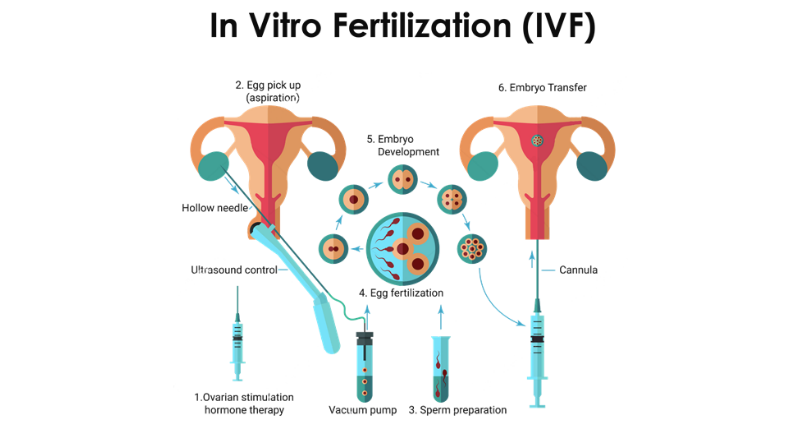 In Vitro Fertilization (IVF)
2. Egg pick up
(aspiration)
6. Embryo Transfer
5. Embryo
Development
Hollow needle
Ultrasound control
Cannula
4. Egg fertilization
1.Ovarian stimulation
hormone therapy
Vacuum pump
3. Sperm preparation